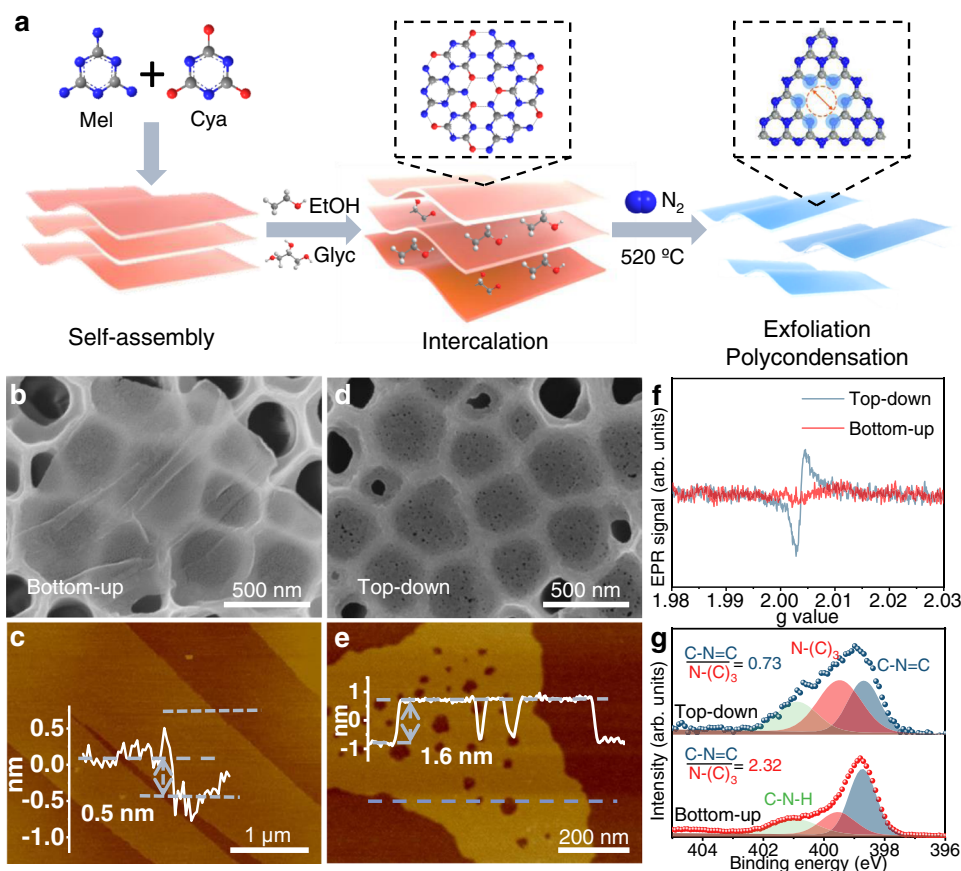 a
Mel
Cya
EtOH
Glyc
N2
520 ºC
Self-assembly
Intercalation
Exfoliation
Polycondensation
b
Bottom-up
500 nm
d
Top-down
500 nm
f
Top-down
Bottom-up
EPR signal (arb. units)
1.98 1.99 2.00 2.01 2.02 2.03
g value
c
nm
0.5
0.0
-0.5
-1.0
0.5 nm
1 µm
e
nm
1
0
-1
1.6 nm
200 nm
g
C-N=C
N-(C)3
= 0.73
N-(C)3
C-N=C
Top-down
C-N=C
N-(C)3
= 2.32
C-N-H
Bottom-up
Intensity (arb. units)
404 402 400 398 396
Binding energy (eV)